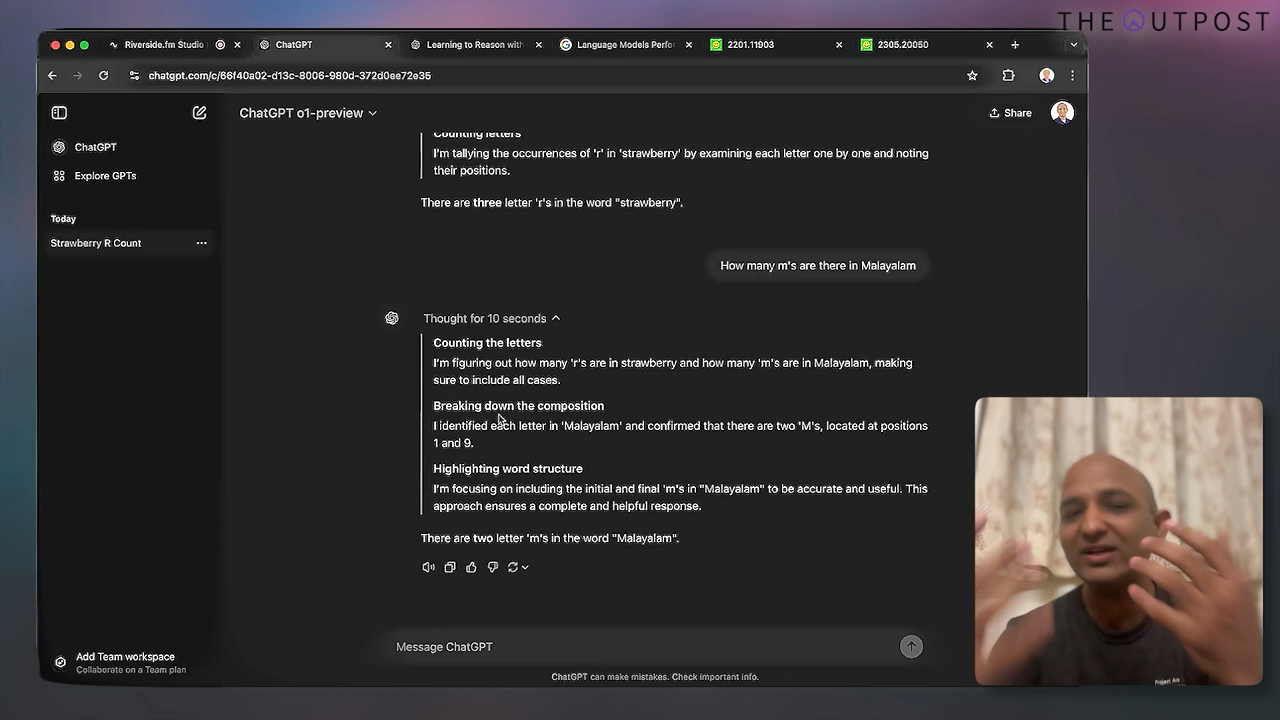 THE OUTPOST
Riverside.fm Studio
ChatGPT
Learning to Reason with
Language Models Perfo
2201.11903
2305.20050
chatgpt.com/c/66f40a02-d13c-8006-980d-372d0ee72e35
ChatGPT o1-preview
Share
ChatGPT
Explore GPTs
Today
Strawberry R Count
Counting letters
I'm tallying the occurrences of 'r' in 'strawberry' by examining each letter one by one and noting
their positions.
There are three letter 'r's in the word "strawberry".
How many m's are there in Malayalam
Thought for 10 seconds
Counting the letters
I'm figuring out how many 'r's are in strawberry and how many 'm's are in Malayalam, making
sure to include all cases.
Breaking down the composition
I identified each letter in 'Malayalam' and confirmed that there are two 'M's, located at positions
1 and 9.
Highlighting word structure
I'm focusing on including the initial and final 'm's in "Malayalam" to be accurate and useful. This
approach ensures a complete and helpful response.
There are two letter 'm's in the word "Malayalam".
Add Team workspace
Collaborate on a Team plan
Message ChatGPT
ChatGPT can make mistakes. Check important info.
Project